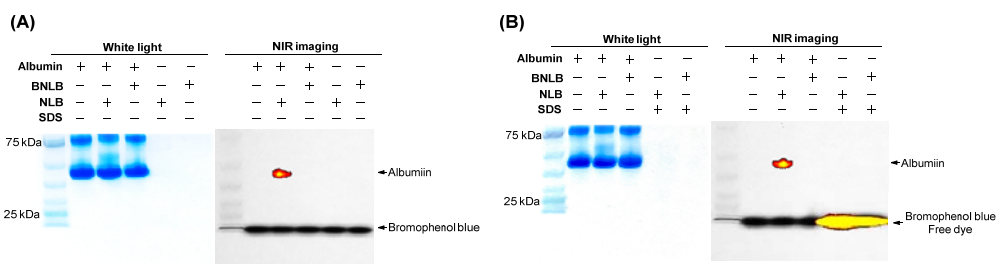 (A)
White light NIR imaging
Albumin + + + − − + + + − −
BNLB − − + − + − − + − +
NLB − + − + − − + − + −
SDS − − − − − − − − − −
75 kDa
Albumiin
25 kDa
Bromophenol blue
(B)
White light NIR imaging
Albumin + + + − − + + + − −
BNLB − − + − + − − + − +
NLB − + − + − − + − + −
SDS − − − + + − − − + +
75 kDa
Albumiin
25 kDa
Bromophenol blue
Free dye